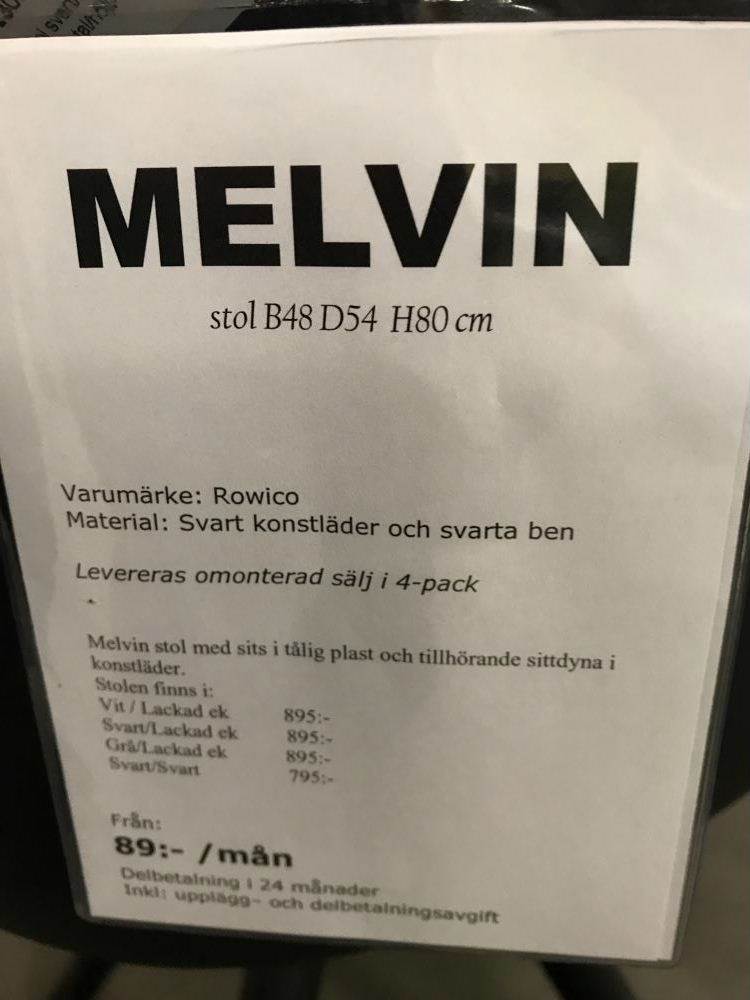 MELVIN
stol B48 D54 H80 cm
Varumärke: Rowico
Material: Svart konstläder och svarta ben
Levereras omonterad sälj i 4-pack
Melvin stol med sits i tålig plast och tillhörande sittdyna i
konstläder.
Stolen finns i:
Vit / Lackad ek 895:-
Svart/Lackad ek 895:-
Grå/Lackad ek 895:-
Svart/Svart 795:-
Från:
89:- /mån
Delbetalning i 24 månader
Inkl: upplägg- och delbetalningsavgift